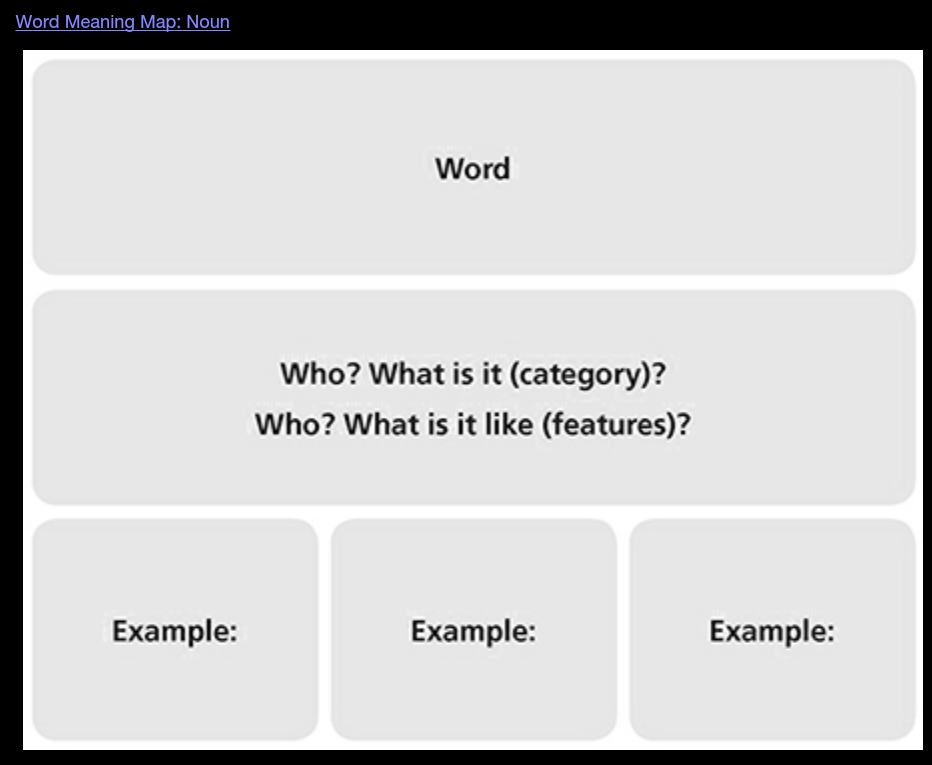 Word Meaning Map: Noun
Word
Who? What is it (category)?
Who? What is it like (features)?
Example:
Example:
Example: